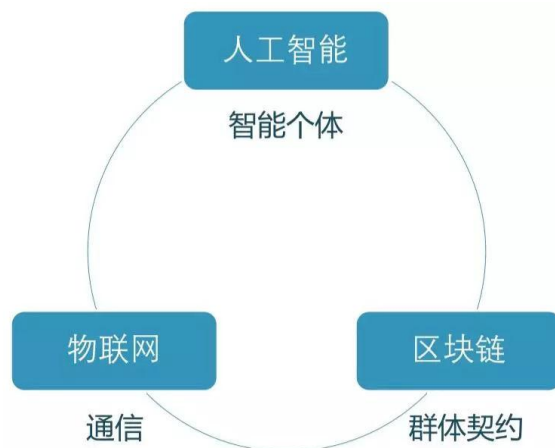 人工智能
智能个体
物联网
区块链
通信
群体契约